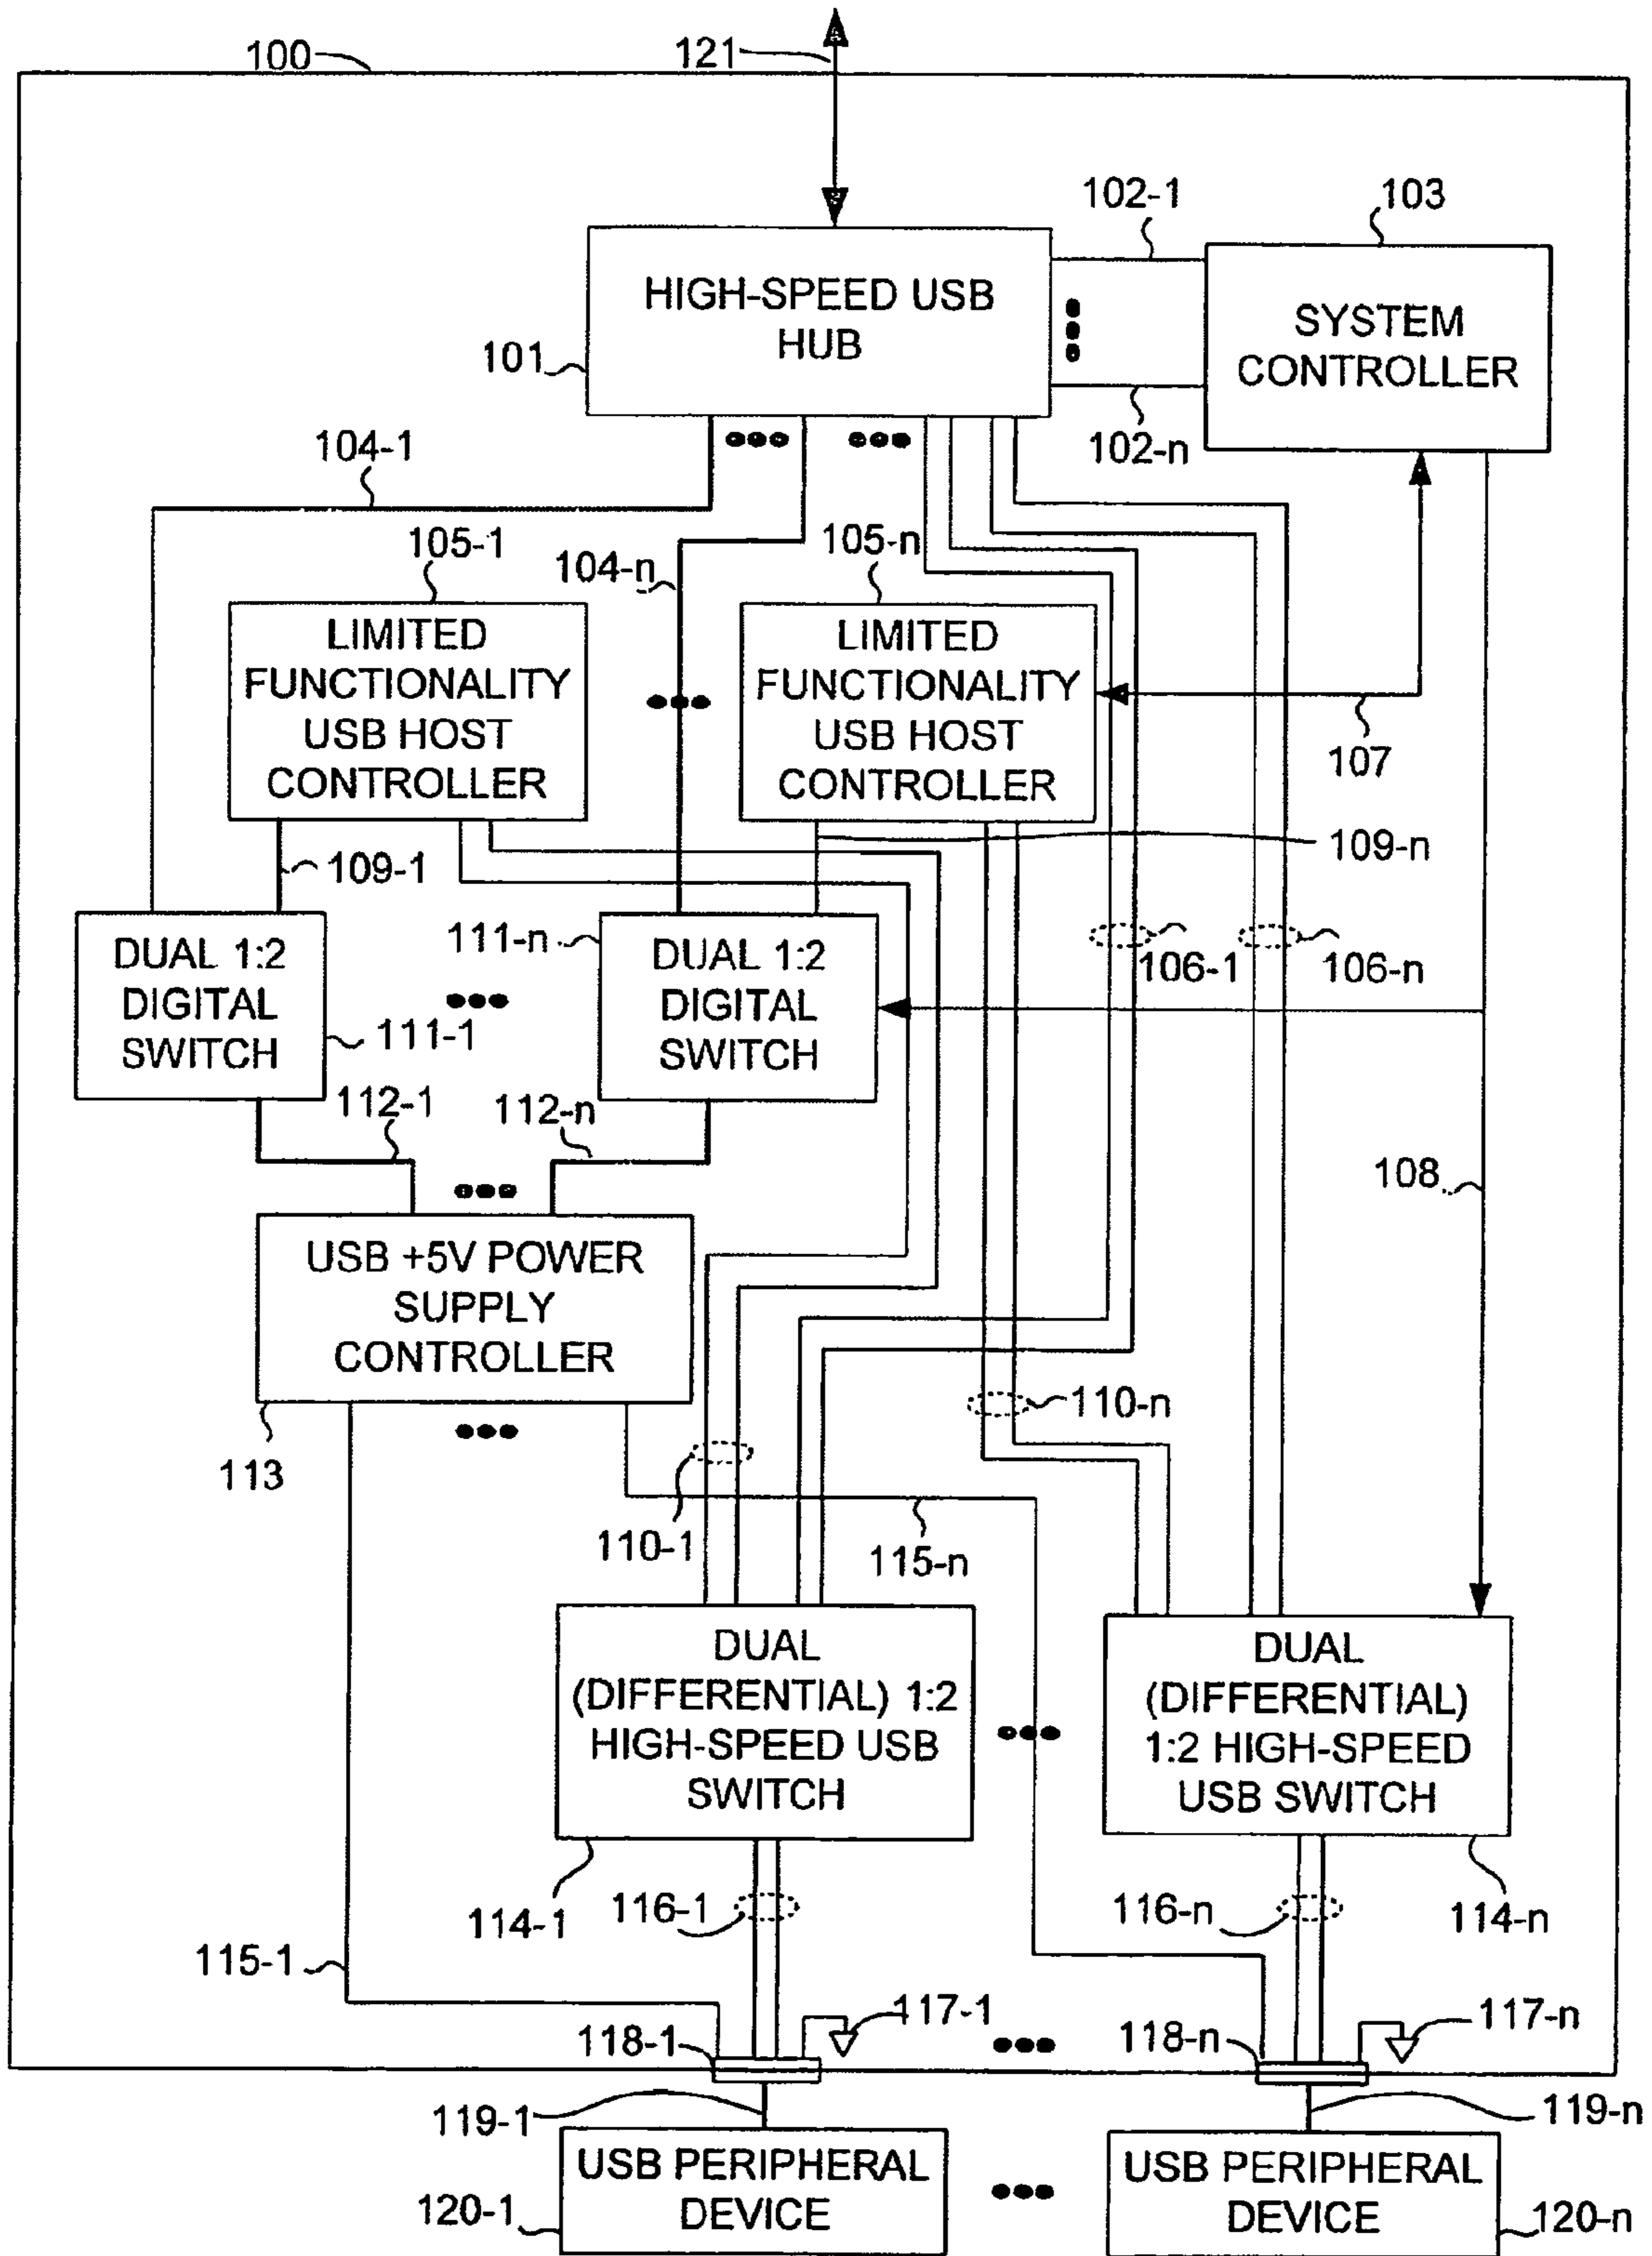 100
121
102-1
103
HIGH-SPEED USB
HUB
SYSTEM
CONTROLLER
101
102-n
104-1
105-1
104-n
105-n
LIMITED
FUNCTIONALITY
USB HOST
CONTROLLER
LIMITED
FUNCTIONALITY
USB HOST
CONTROLLER
107
109-1
109-n
111-n
106-1
106-n
DUAL 1:2
DIGITAL
SWITCH
DUAL 1:2
DIGITAL
SWITCH
111-1
112-1
112-n
108
USB +5V POWER
SUPPLY
CONTROLLER
110-n
113
110-1
115-n
DUAL
(DIFFERENTIAL) 1:2
HIGH-SPEED USB
SWITCH
DUAL
(DIFFERENTIAL)
1:2 HIGH-SPEED
USB SWITCH
114-1
116-1
116-n
114-n
115-1
118-1
117-1
118-n
117-n
119-1
119-n
USB PERIPHERAL
DEVICE
USB PERIPHERAL
DEVICE
120-1
120-n